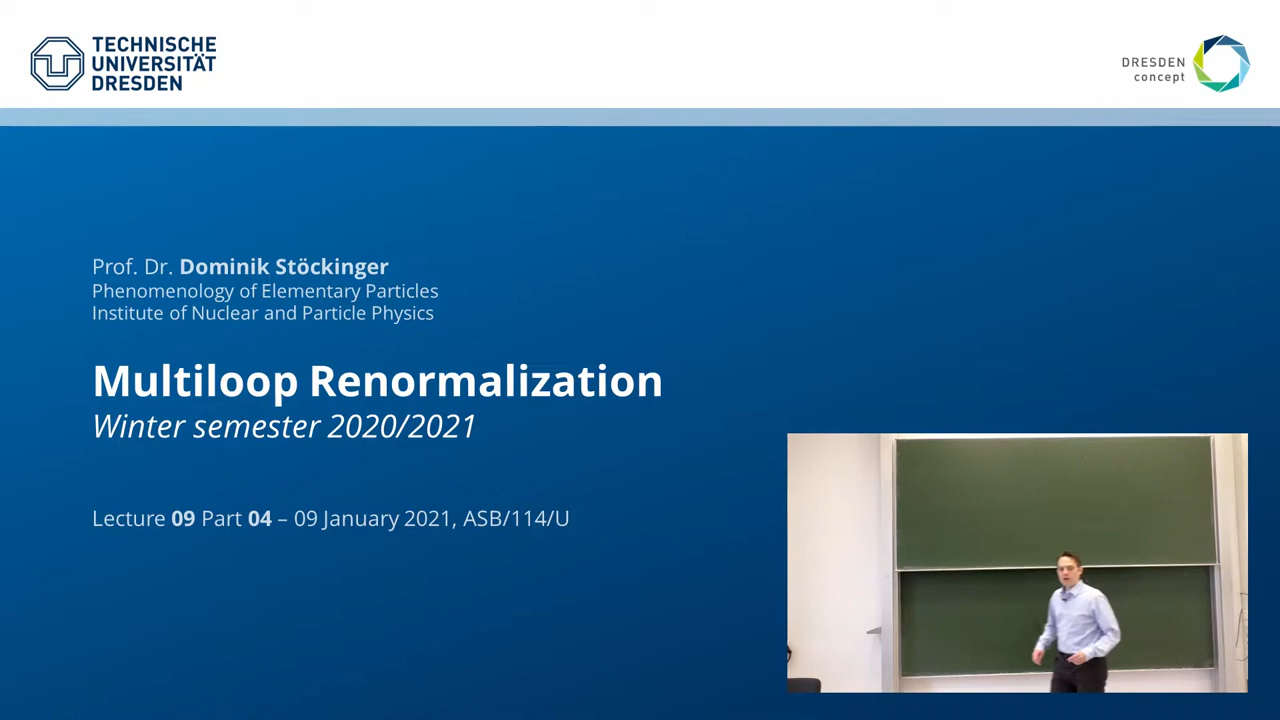 TECHNISCHE
UNIVERSITÄT
DRESDEN
DRESDEN
concept
Prof. Dr. Dominik Stöckinger
Phenomenology of Elementary Particles
Institute of Nuclear and Particle Physics
Multiloop Renormalization
Winter semester 2020/2021
Lecture 09 Part 04 – 09 January 2021, ASB/114/U